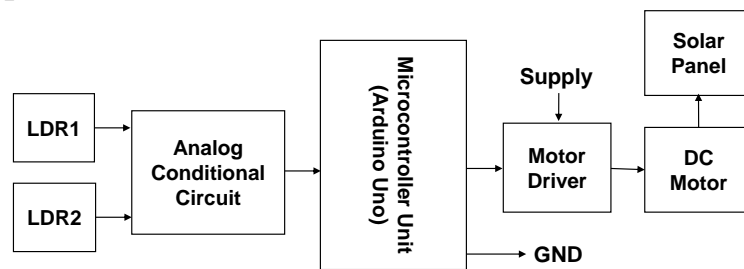 LDR1
LDR2
Analog
Conditional
Circuit
Microcontroller Unit
(Arduino Uno)
Supply
Motor
Driver
GND
Solar
Panel
DC
Motor